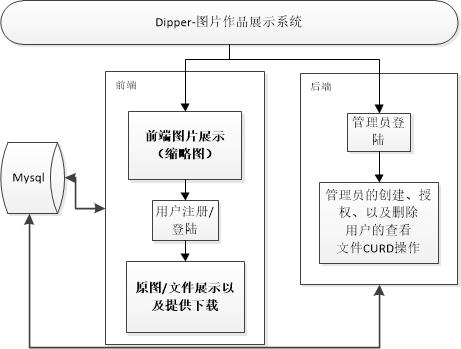 Dipper-图片作品展示系统
前端
前端图片展示
（缩略图）
用户注册/
登陆
原图/文件展示以
及提供下载
后端
管理员登
陆
管理员的创建、授
权、以及删除
用户的查看
文件CURD操作
Mysql